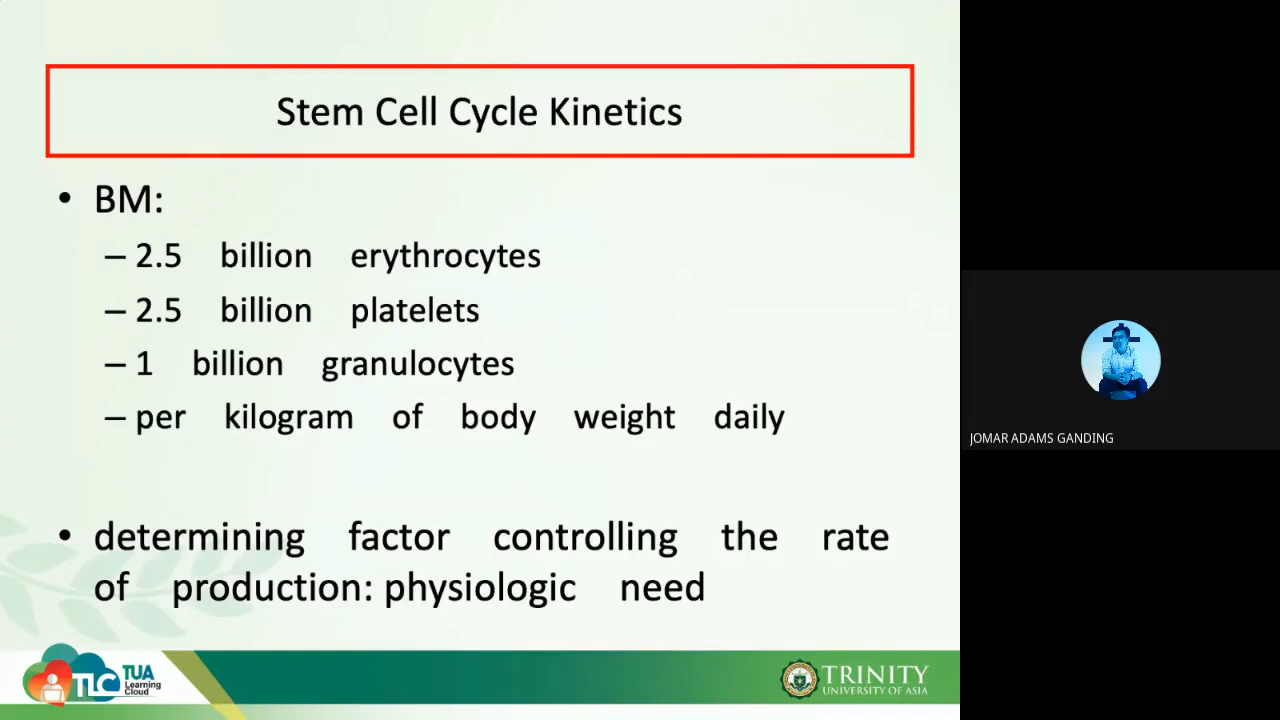 Stem Cell Cycle Kinetics
• BM:
– 2.5 billion erythrocytes
– 2.5 billion platelets
– 1 billion granulocytes
– per kilogram of body weight daily
• determining factor controlling the rate
of production: physiologic need
JOMAR ADAMS GANDING
TLC TUA
Learning
Cloud
TRINITY
UNIVERSITY OF ASIA